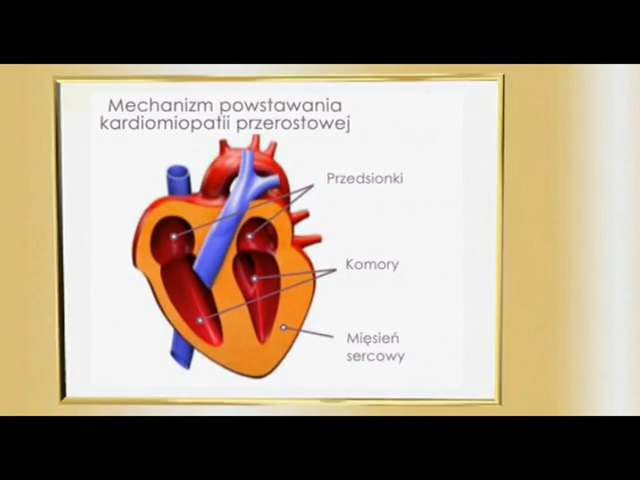 Mechanizm powstawania
kardiomiopatii przerostowej
Przedsionki
Komory
Mięsień
sercowy